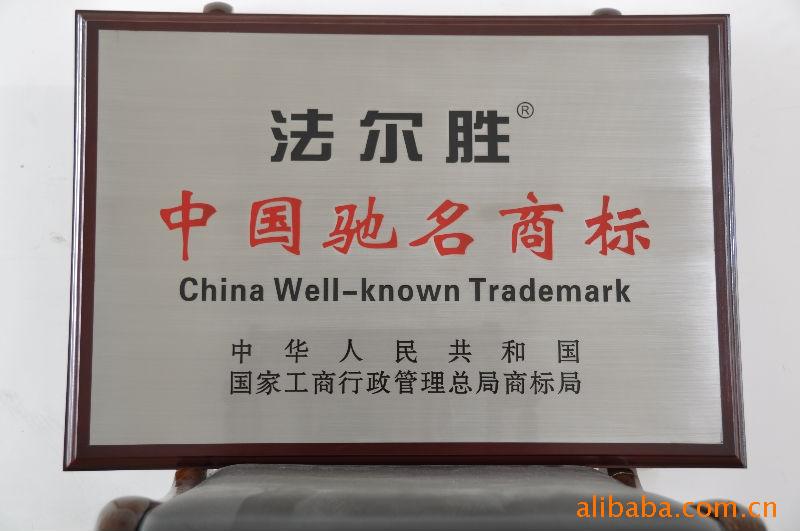 法尔胜®
中国驰名商标
China Well-known Trademark
中华人民共和国
国家工商行政管理总局商标局
alibaba.com.cn